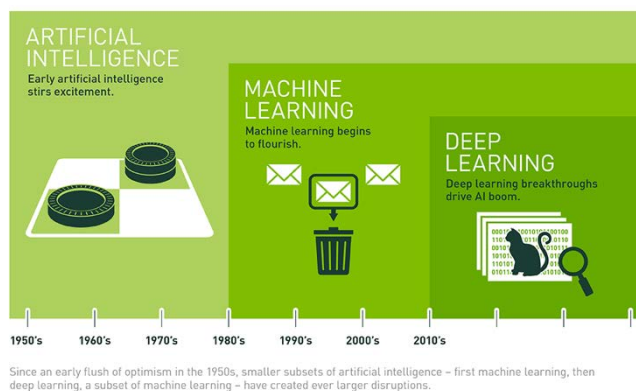 ARTIFICIAL
INTELLIGENCE
Early artificial intelligence
stirs excitement.
MACHINE
LEARNING
Machine learning begins
to flourish.
DEEP
LEARNING
Deep learning breakthroughs
drive AI boom.
1950's 1960's 1970's 1980's 1990's 2000's 2010's
Since an early flush of optimism in the 1950s, smaller subsets of artificial intelligence – first machine learning, then
deep learning, a subset of machine learning – have created ever larger disruptions.